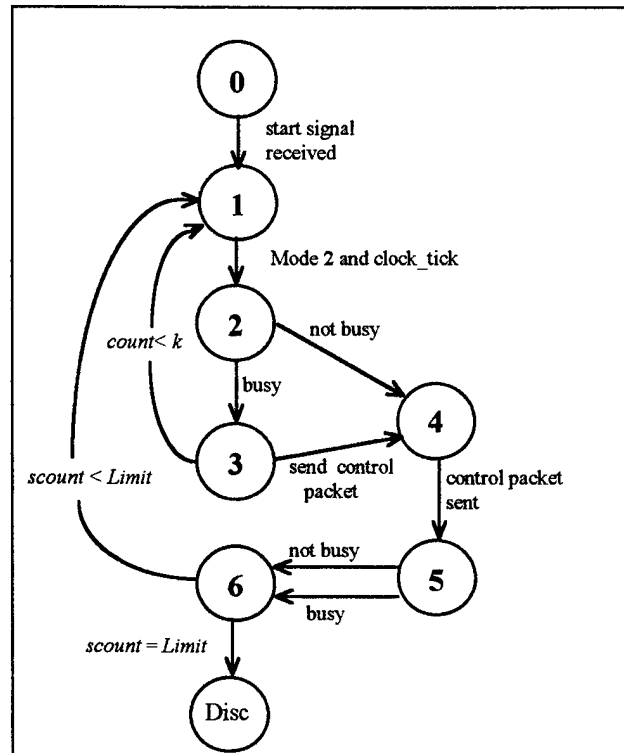 0
start signal
received
1
Mode 2 and clock_tick
2
not busy
count< k
busy
4
3
send control
packet
control packet
sent
scount < Limit
not busy
5
6
busy
scount = Limit
Disc